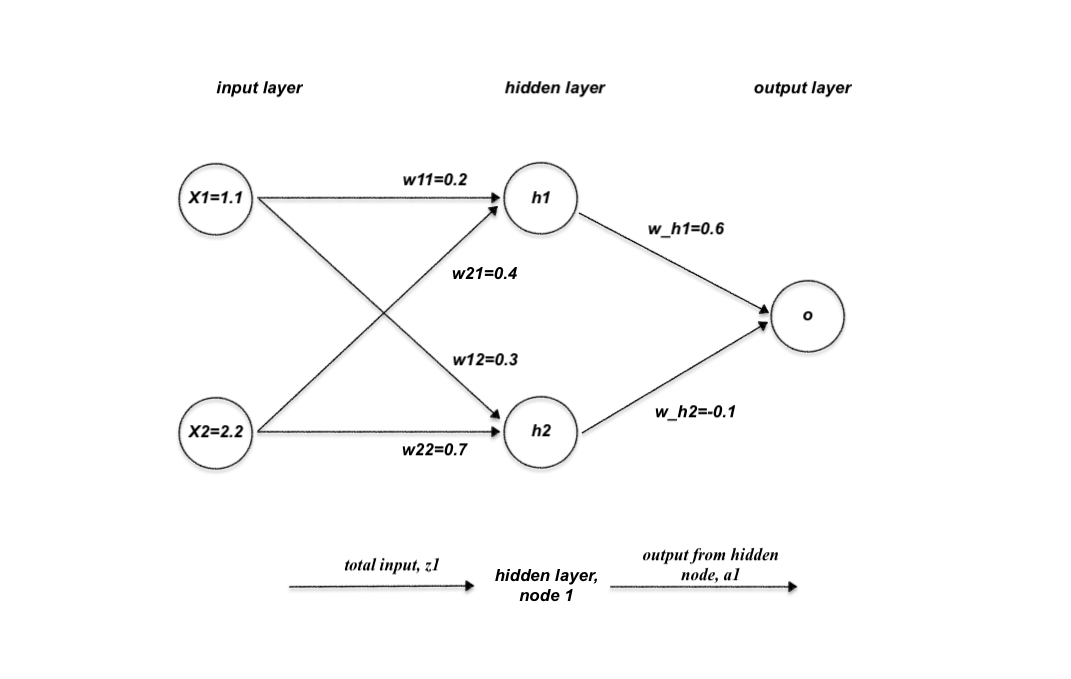 input layer
hidden layer
output layer
w11=0.2
X1=1.1
h1
w_h1=0.6
w21=0.4
o
w12=0.3
w_h2=-0.1
X2=2.2
h2
w22=0.7
total input, z1
hidden layer,
node 1
output from hidden
node, a1